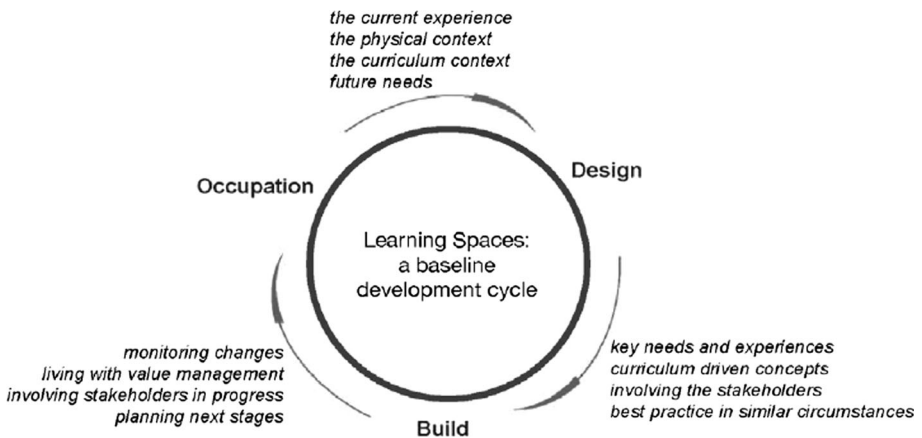 the current experience
the physical context
the curriculum context
future needs
Occupation
Design
Learning Spaces:
a baseline
development cycle
monitoring changes
living with value management
involving stakeholders in progress
planning next stages
key needs and experiences
curriculum driven concepts
involving the stakeholders
best practice in similar circumstances
Build